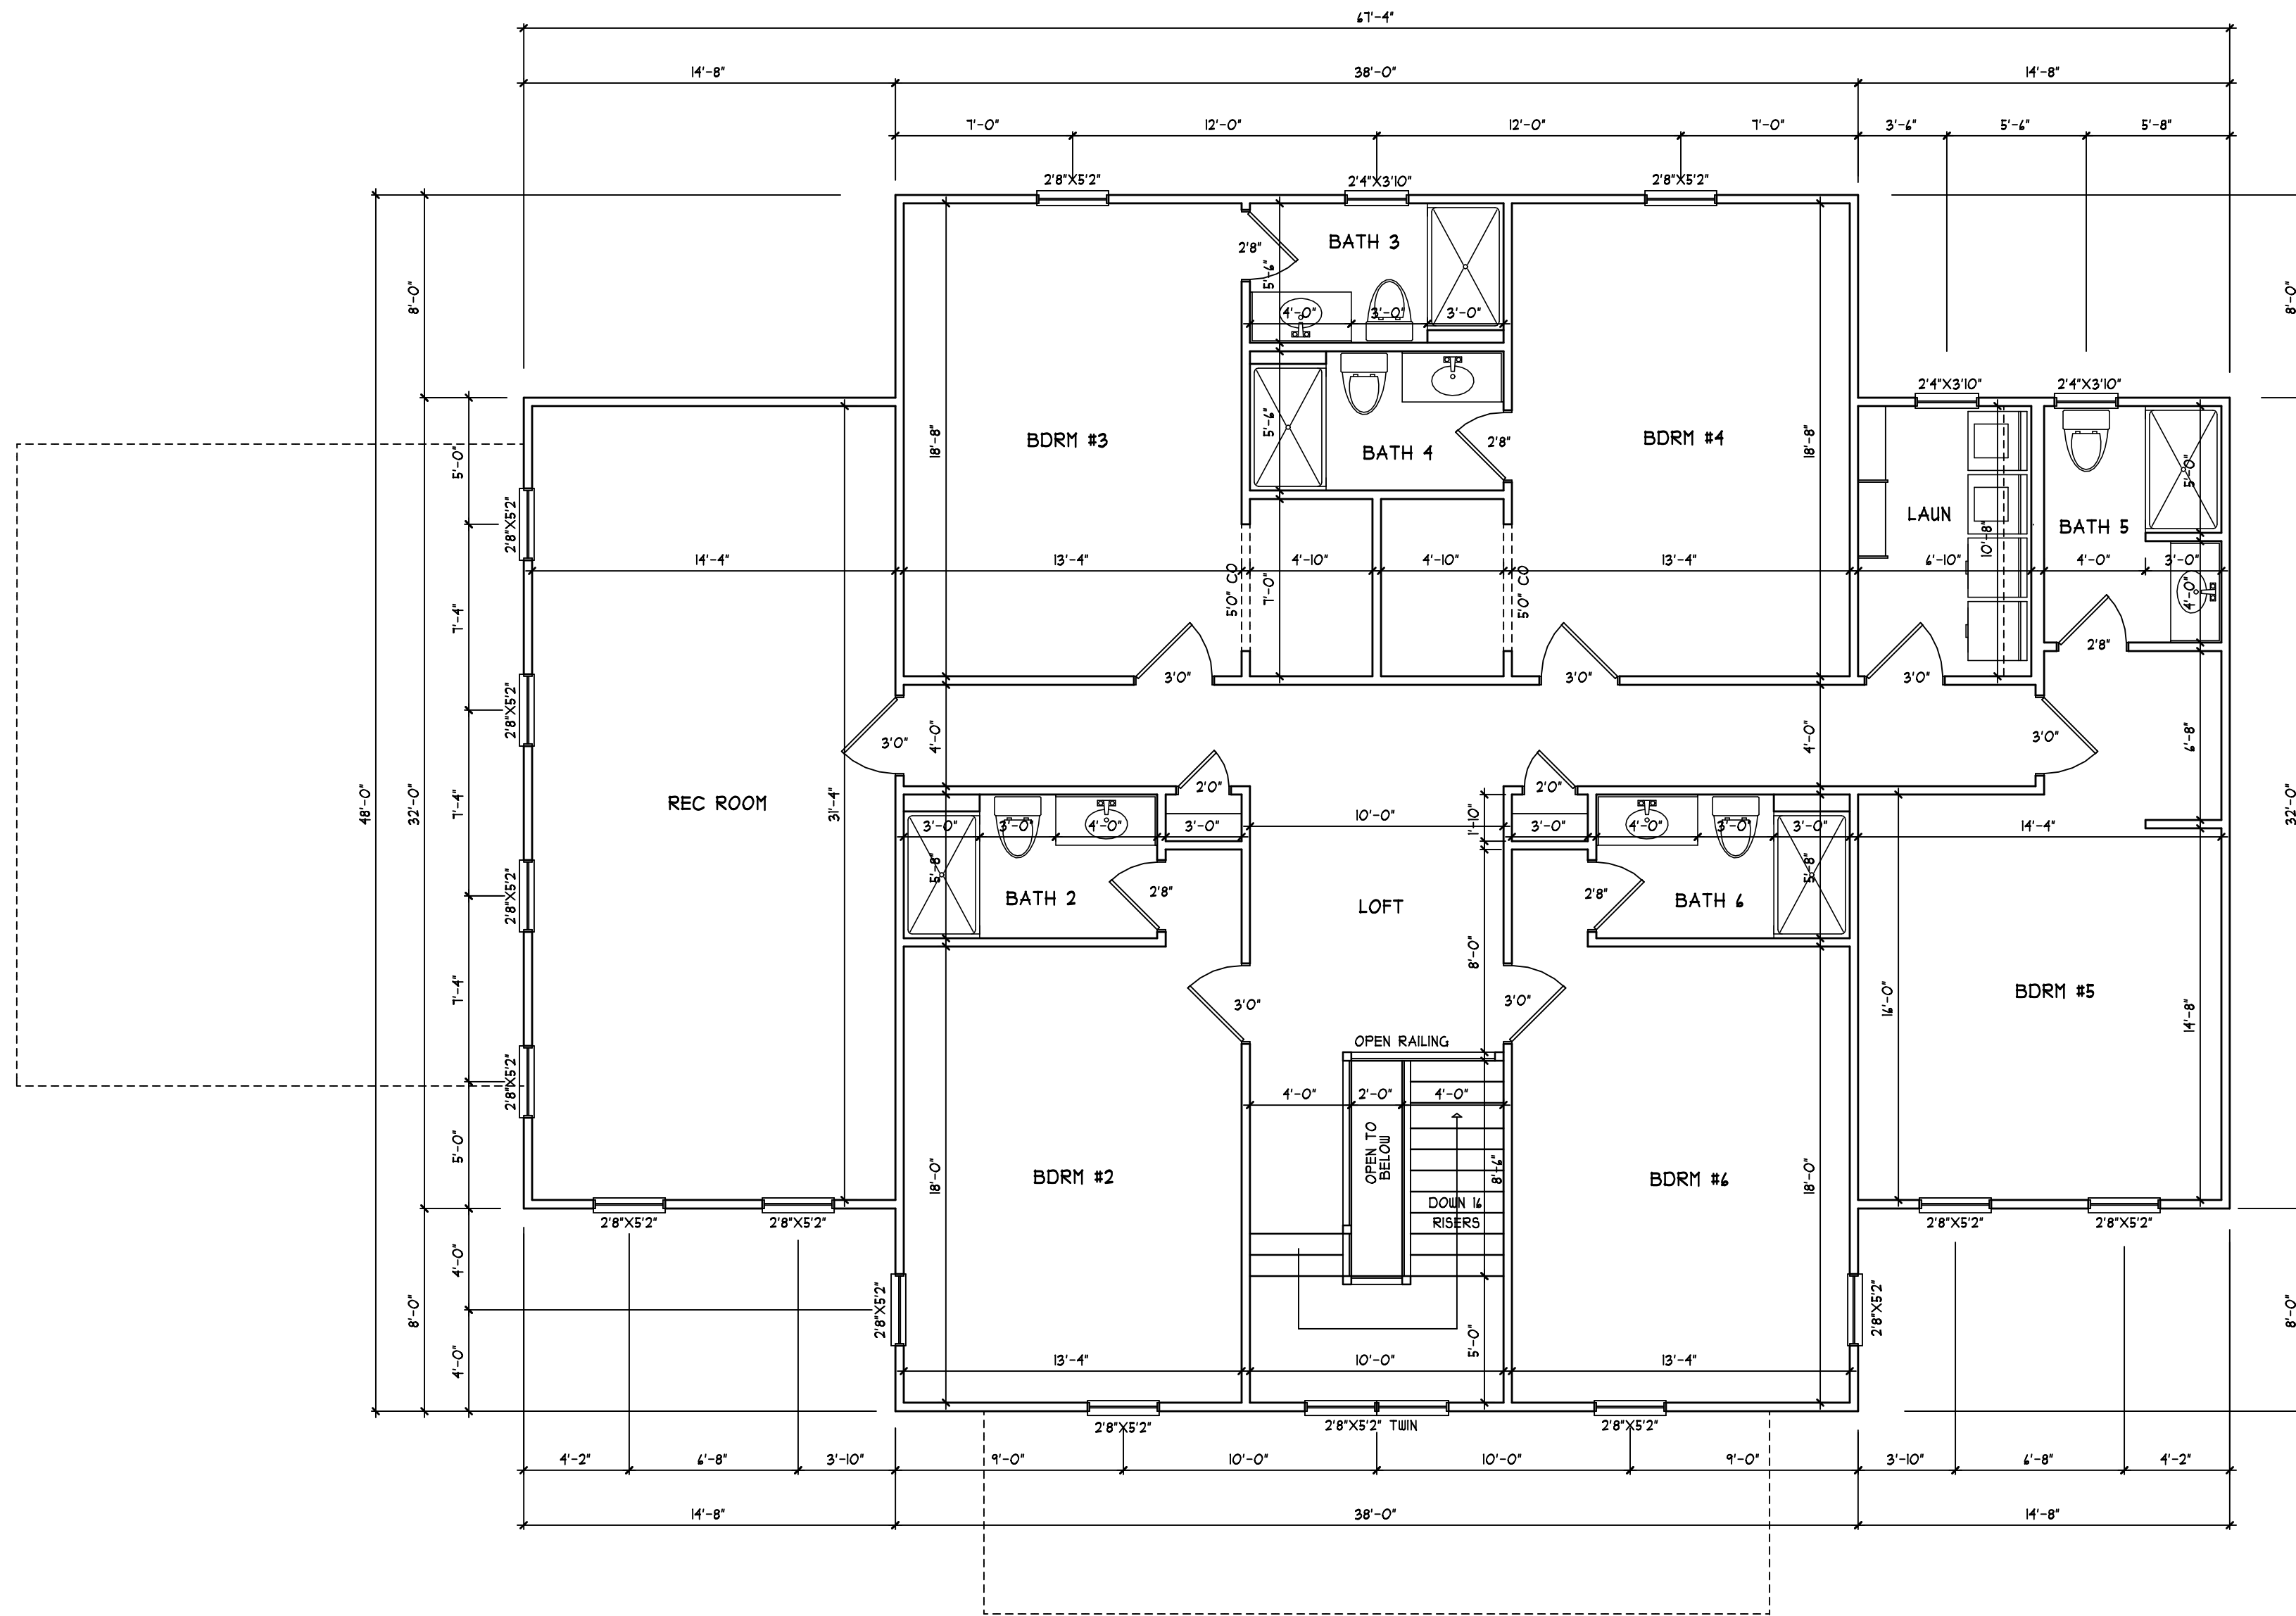 67'-4"
14'-8" 38'-0" 14'-8"
7'-0" 12'-0" 12'-0" 7'-0" 3'-6" 5'-6" 5'-8"
2'8"X5'2" 2'4"X3'10" 2'8"X5'2"
BATH 3
2'8"
5'-6"
8'-0"
8'-0"
4'-0" 3'-0" 3'-0"
2'4"X3'10" 2'4"X3'10"
BDRM #3
18'-8"
5'-6"
BATH 4
2'8"
BDRM #4
18'-8"
5'-0"
5'-0"
2'8"X5'2"
LAUN
BATH 5
10'-8"
14'-4" 13'-4" 4'-10" 4'-10" 13'-4" 6'-10" 4'-0" 3'-0"
5'0" CO
7'-0"
5'0" CO
4'-0"
7'-4"
2'8"
3'0" 3'0" 3'0"
2'8"X5'2"
3'0"
4'-0"
4'-0"
3'0"
6'-8"
2'0" 2'0"
48'-0"
32'-0"
7'-4"
REC ROOM
31'-4"
32'-0"
10'-0"
1'-10"
3'-0" 3'-0" 4'-0" 3'-0"
3'-0" 4'-0" 3'-0" 3'-0" 14'-4"
5'-8"
5'-8"
2'8"X5'2"
BATH 2
2'8"
LOFT
2'8"
BATH 6
8'-0"
7'-4"
3'0" 3'0"
16'-0"
BDRM #5
14'-8"
OPEN RAILING
2'8"X5'2"
4'-0" 2'-0" 4'-0"
OPEN TO
BELOW
5'-0"
BDRM #2
18'-0"
8'-6"
BDRM #6
18'-0"
DOWN 16
RISERS
2'8"X5'2" 2'8"X5'2"
2'8"X5'2" 2'8"X5'2"
4'-0"
8'-0"
2'8"X5'2"
2'8"X5'2"
8'-0"
4'-0"
5'-0"
13'-4" 10'-0" 13'-4"
2'8"X5'2" 2'8"X5'2" TWIN 2'8"X5'2"
4'-2" 6'-8" 3'-10" 9'-0" 10'-0" 10'-0" 9'-0" 3'-10" 6'-8" 4'-2"
14'-8" 38'-0" 14'-8"